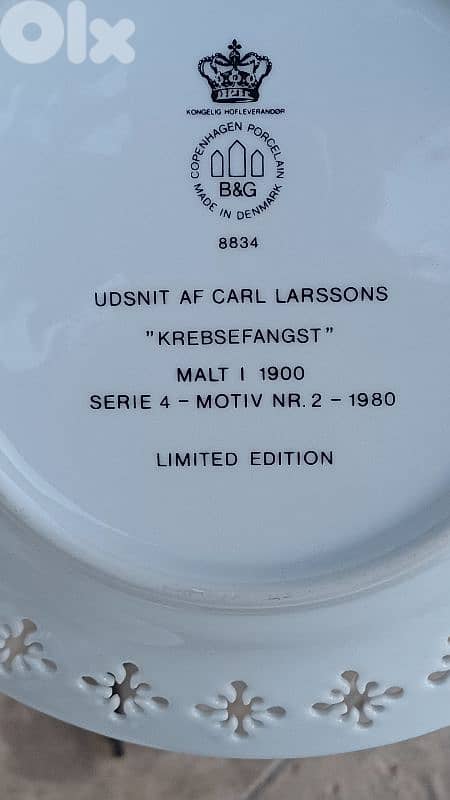 Olx
KONGELIG HOFLEVERANDØR
COPENHAGEN PORCELAIN
B&G
MADE IN DENMARK
8834
UDSNIT AF CARL LARSSONS
"KREBSEFANGST"
MALT I 1900
SERIE 4 - MOTIV NR. 2 - 1980
LIMITED EDITION